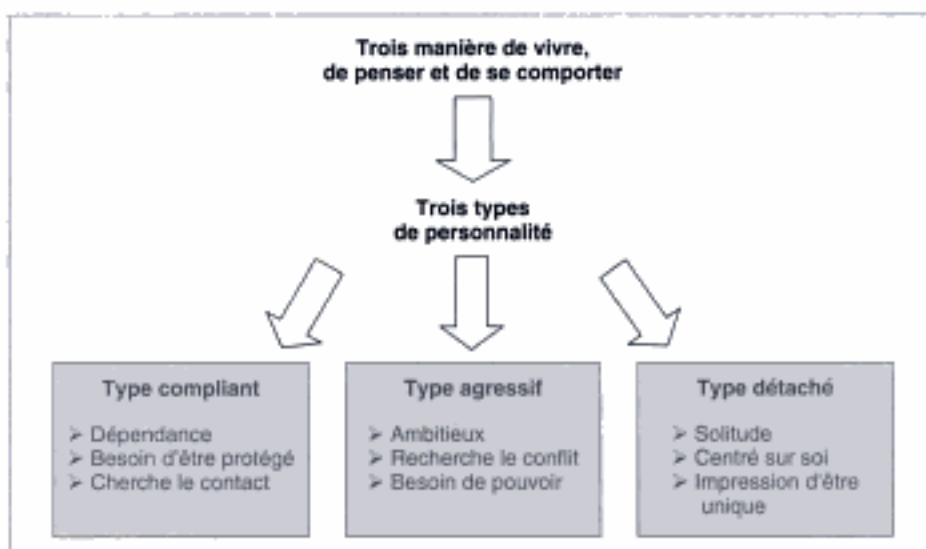 Trois manière de vivre,
de penser et de se comporter
Trois types
de personnalité
Type compliant
➢ Dépendance
➢ Besoin d'être protégé
➢ Cherche le contact
Type agressif
➢ Ambitieux
➢ Recherche le conflit
➢ Besoin de pouvoir
Type détaché
➢ Solitude
➢ Centré sur soi
➢ Impression d'être
unique